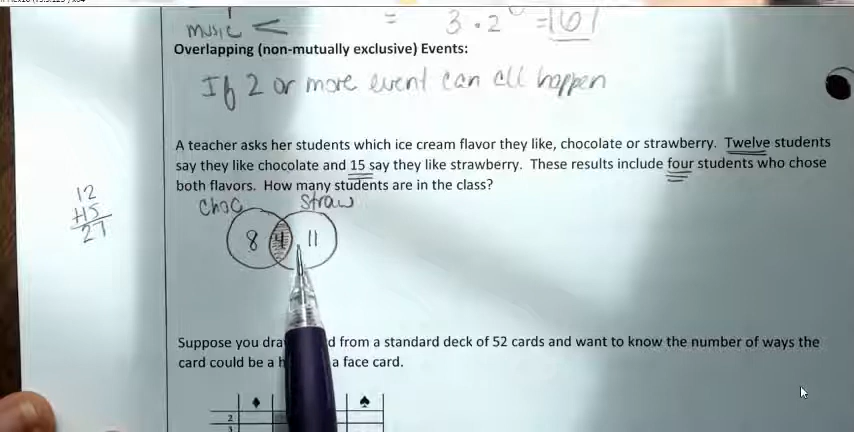 music <
= 3 · 2 = 6
Overlapping (non-mutually exclusive) Events:
If 2 or more event can all happen
A teacher asks her students which ice cream flavor they like, chocolate or strawberry. Twelve students
say they like chocolate and 15 say they like strawberry. These results include four students who chose
both flavors. How many students are in the class?
12
+15
27
Choc Straw
8 4 11
Suppose you d from a standard deck of 52 cards and want to know the number of ways the
card could be a a face card.
♦ ♠
2